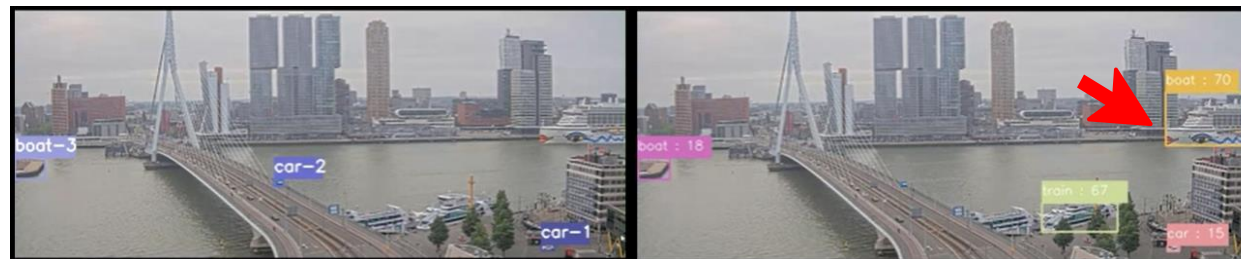 boat-3
car-2
car-1
boat : 70
boat : 18
train : 67
car : 15